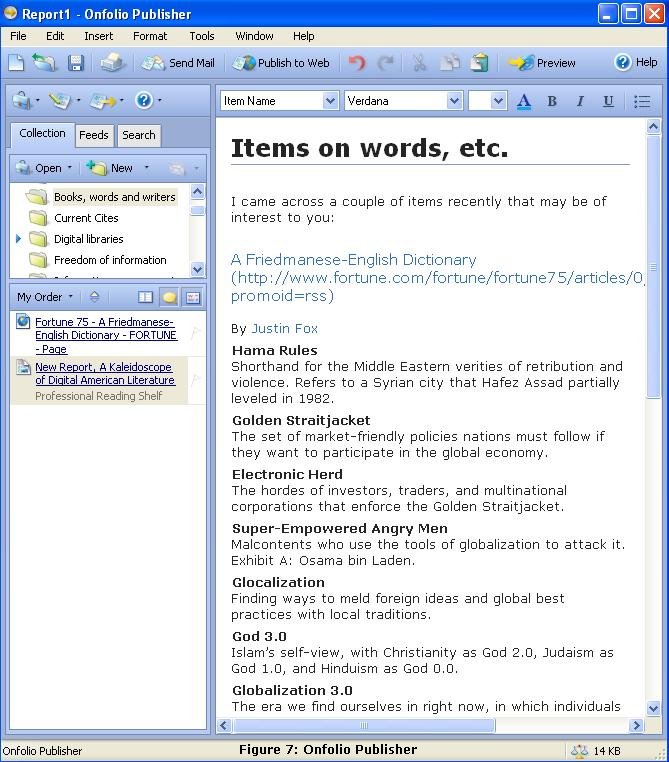 Report1 - Onfolio Publisher
File Edit Insert Format Tools Window Help
Send Mail Publish to Web Preview Help
Item Name Verdana A B I U
Collection Feeds Search
Open New
Books, words and writers
Current Cites
Digital libraries
Freedom of information
My Order
Fortune 75 - A Friedmanese-
English Dictionary - FORTUNE
- Page
New Report, A Kaleidoscope
of Digital American Literature
Professional Reading Shelf
Items on words, etc.
I came across a couple of items recently that may be of
interest to you:
A Friedmanese-English Dictionary
(http://www.fortune.com/fortune/fortune75/articles/0,
promoid=rss)
By Justin Fox
Hama Rules
Shorthand for the Middle Eastern verities of retribution and
violence. Refers to a Syrian city that Hafez Assad partially
leveled in 1982.
Golden Straitjacket
The set of market-friendly policies nations must follow if
they want to participate in the global economy.
Electronic Herd
The hordes of investors, traders, and multinational
corporations that enforce the Golden Straitjacket.
Super-Empowered Angry Men
Malcontents who use the tools of globalization to attack it.
Exhibit A: Osama bin Laden.
Glocalization
Finding ways to meld foreign ideas and global best
practices with local traditions.
God 3.0
Islam's self-view, with Christianity as God 2.0, Judaism as
God 1.0, and Hinduism as God 0.0.
Globalization 3.0
The era we find ourselves in right now, in which individuals
Onfolio Publisher Figure 7: Onfolio Publisher 14 KB